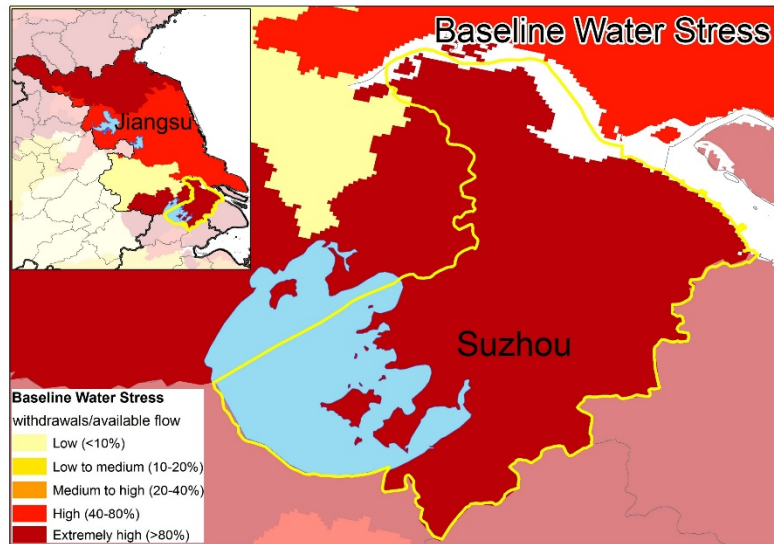 Baseline Water Stress
Jiangsu
Suzhou
Baseline Water Stress
withdrawals/available flow
Low (<10%)
Low to medium (10-20%)
Medium to high (20-40%)
High (40-80%)
Extremely high (>80%)